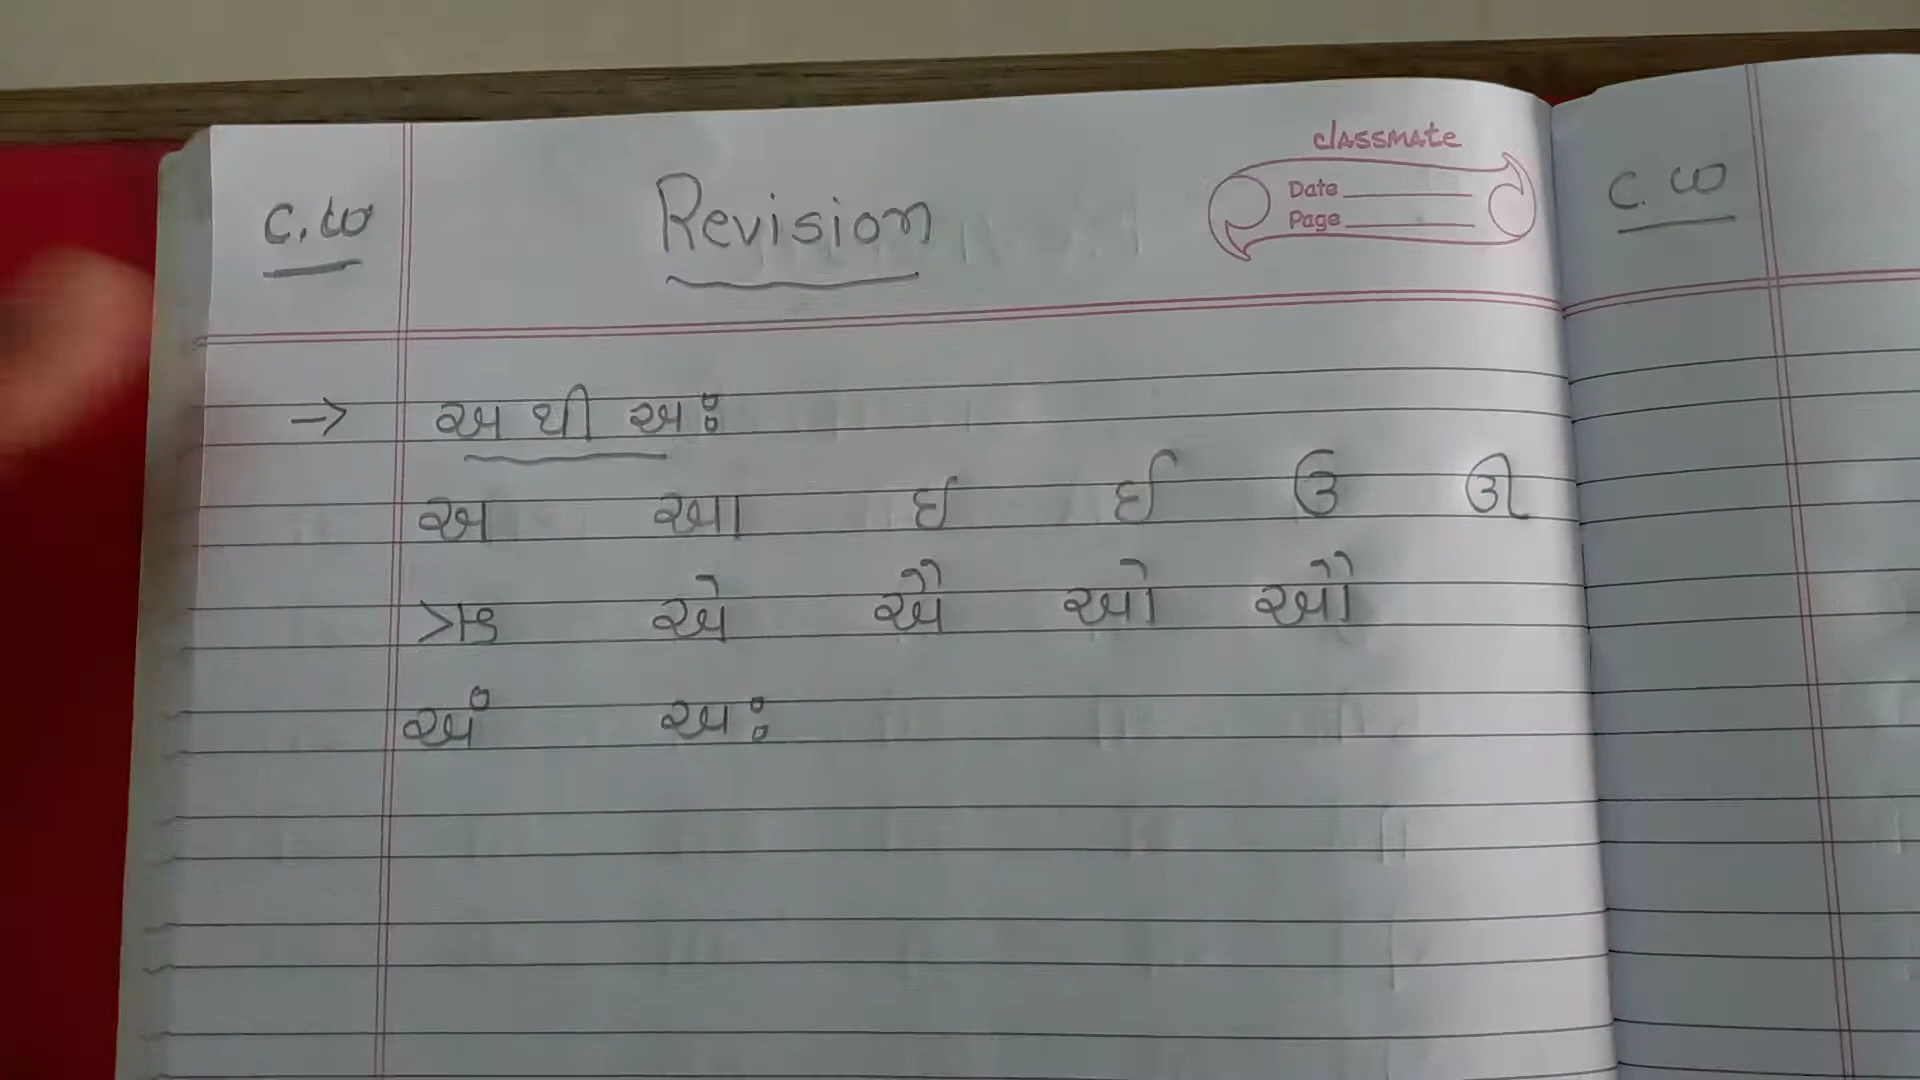 classmate
C.W Revision Date
Page
C.W
→ અ થી અઃ
અ આ ઇ ઈ ઉ ઊ
ઋ એ ઐ ઓ ઔ
અં અઃ